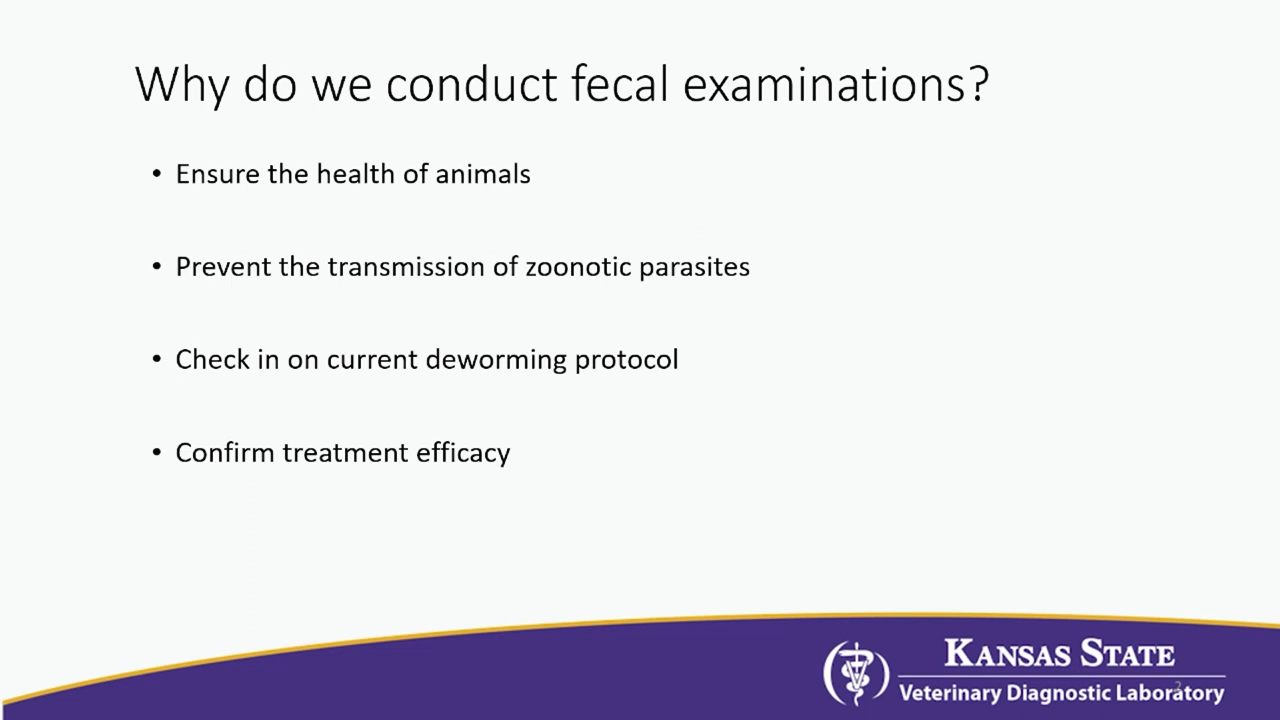 Why do we conduct fecal examinations?
• Ensure the health of animals
• Prevent the transmission of zoonotic parasites
• Check in on current deworming protocol
• Confirm treatment efficacy
KANSAS STATE
Veterinary Diagnostic Laboratory
2